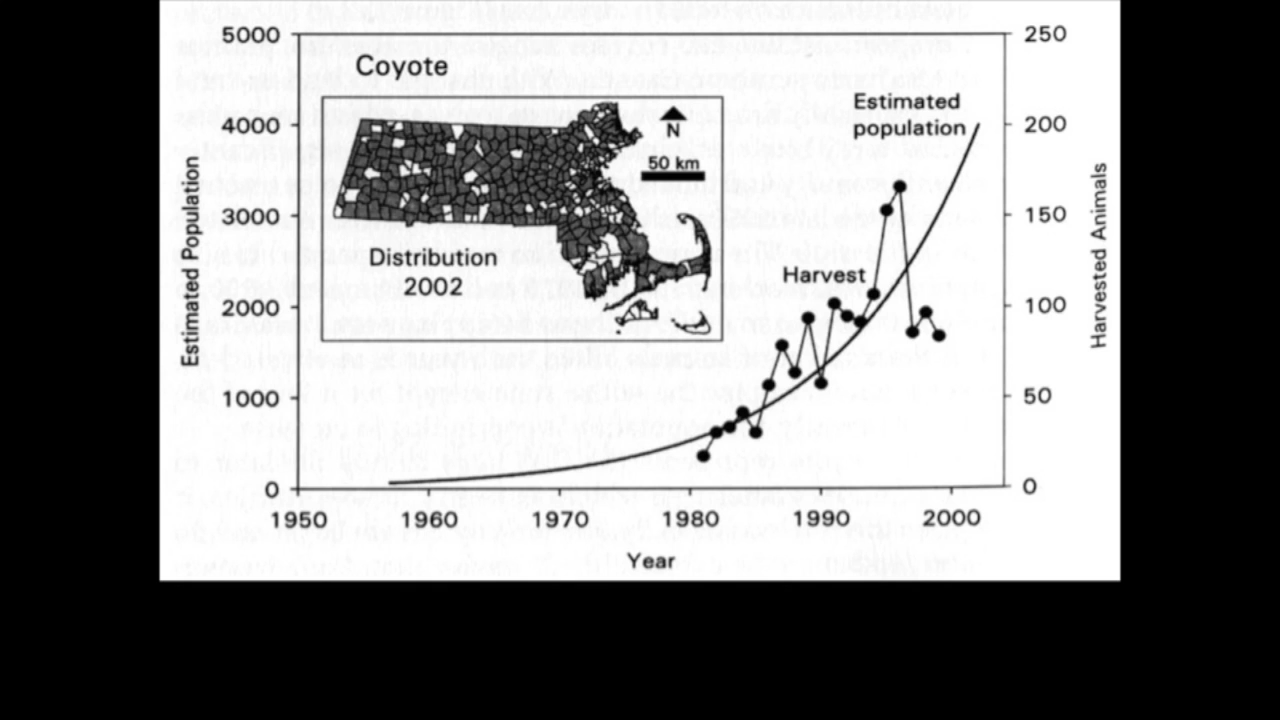 5000
4000
3000
2000
1000
0
Estimated Population
Coyote
N
50 km
Distribution
2002
Harvest
Estimated
population
250
200
150
100
50
0
Harvested Animals
1950
1960
1970
1980
1990
2000
Year